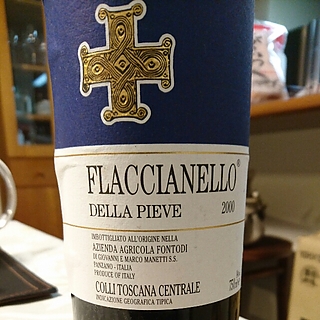 FLACCIANELLO®
DELLA PIEVE 2000
IMBOTTIGLIATO ALL'ORIGINE NELLA
AZIENDA AGRICOLA FONTODI
DI GIOVANNI E MARCO MANETTI S.S.
PANZANO - ITALIA
PRODUCE OF ITALY
COLLI TOSCANA CENTRALE
INDICAZIONE GEOGRAFICA TIPICA